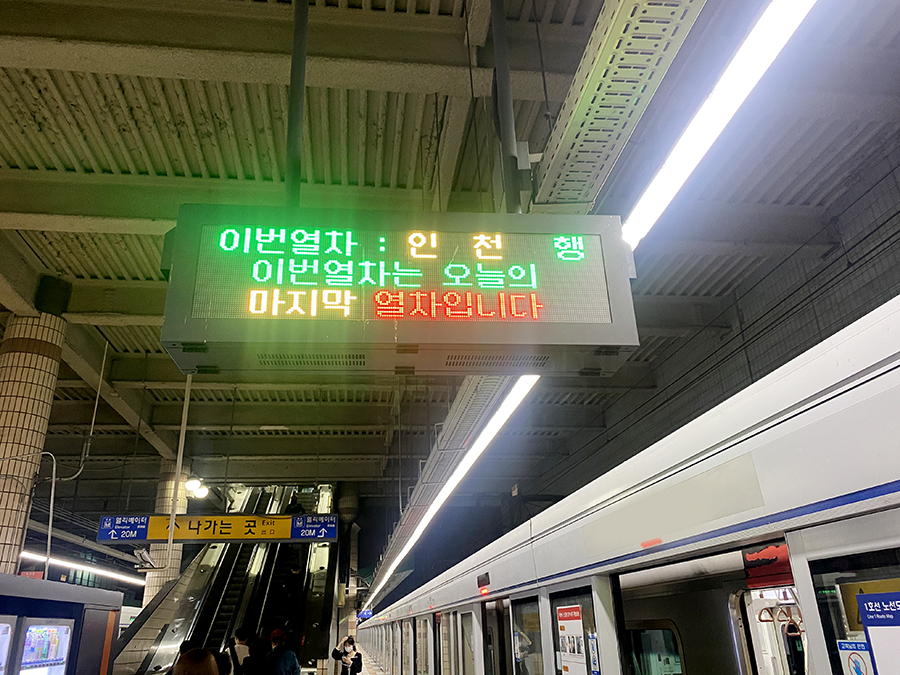 이번열차 : 인 천 행
이번열차는 오늘의
마지막 열차입니다
엘리베이터
Elevator
20M
나가는 곳 Exit
엘리베이터
Elevator
20M
1호선 노선도
Line 1 Route Map